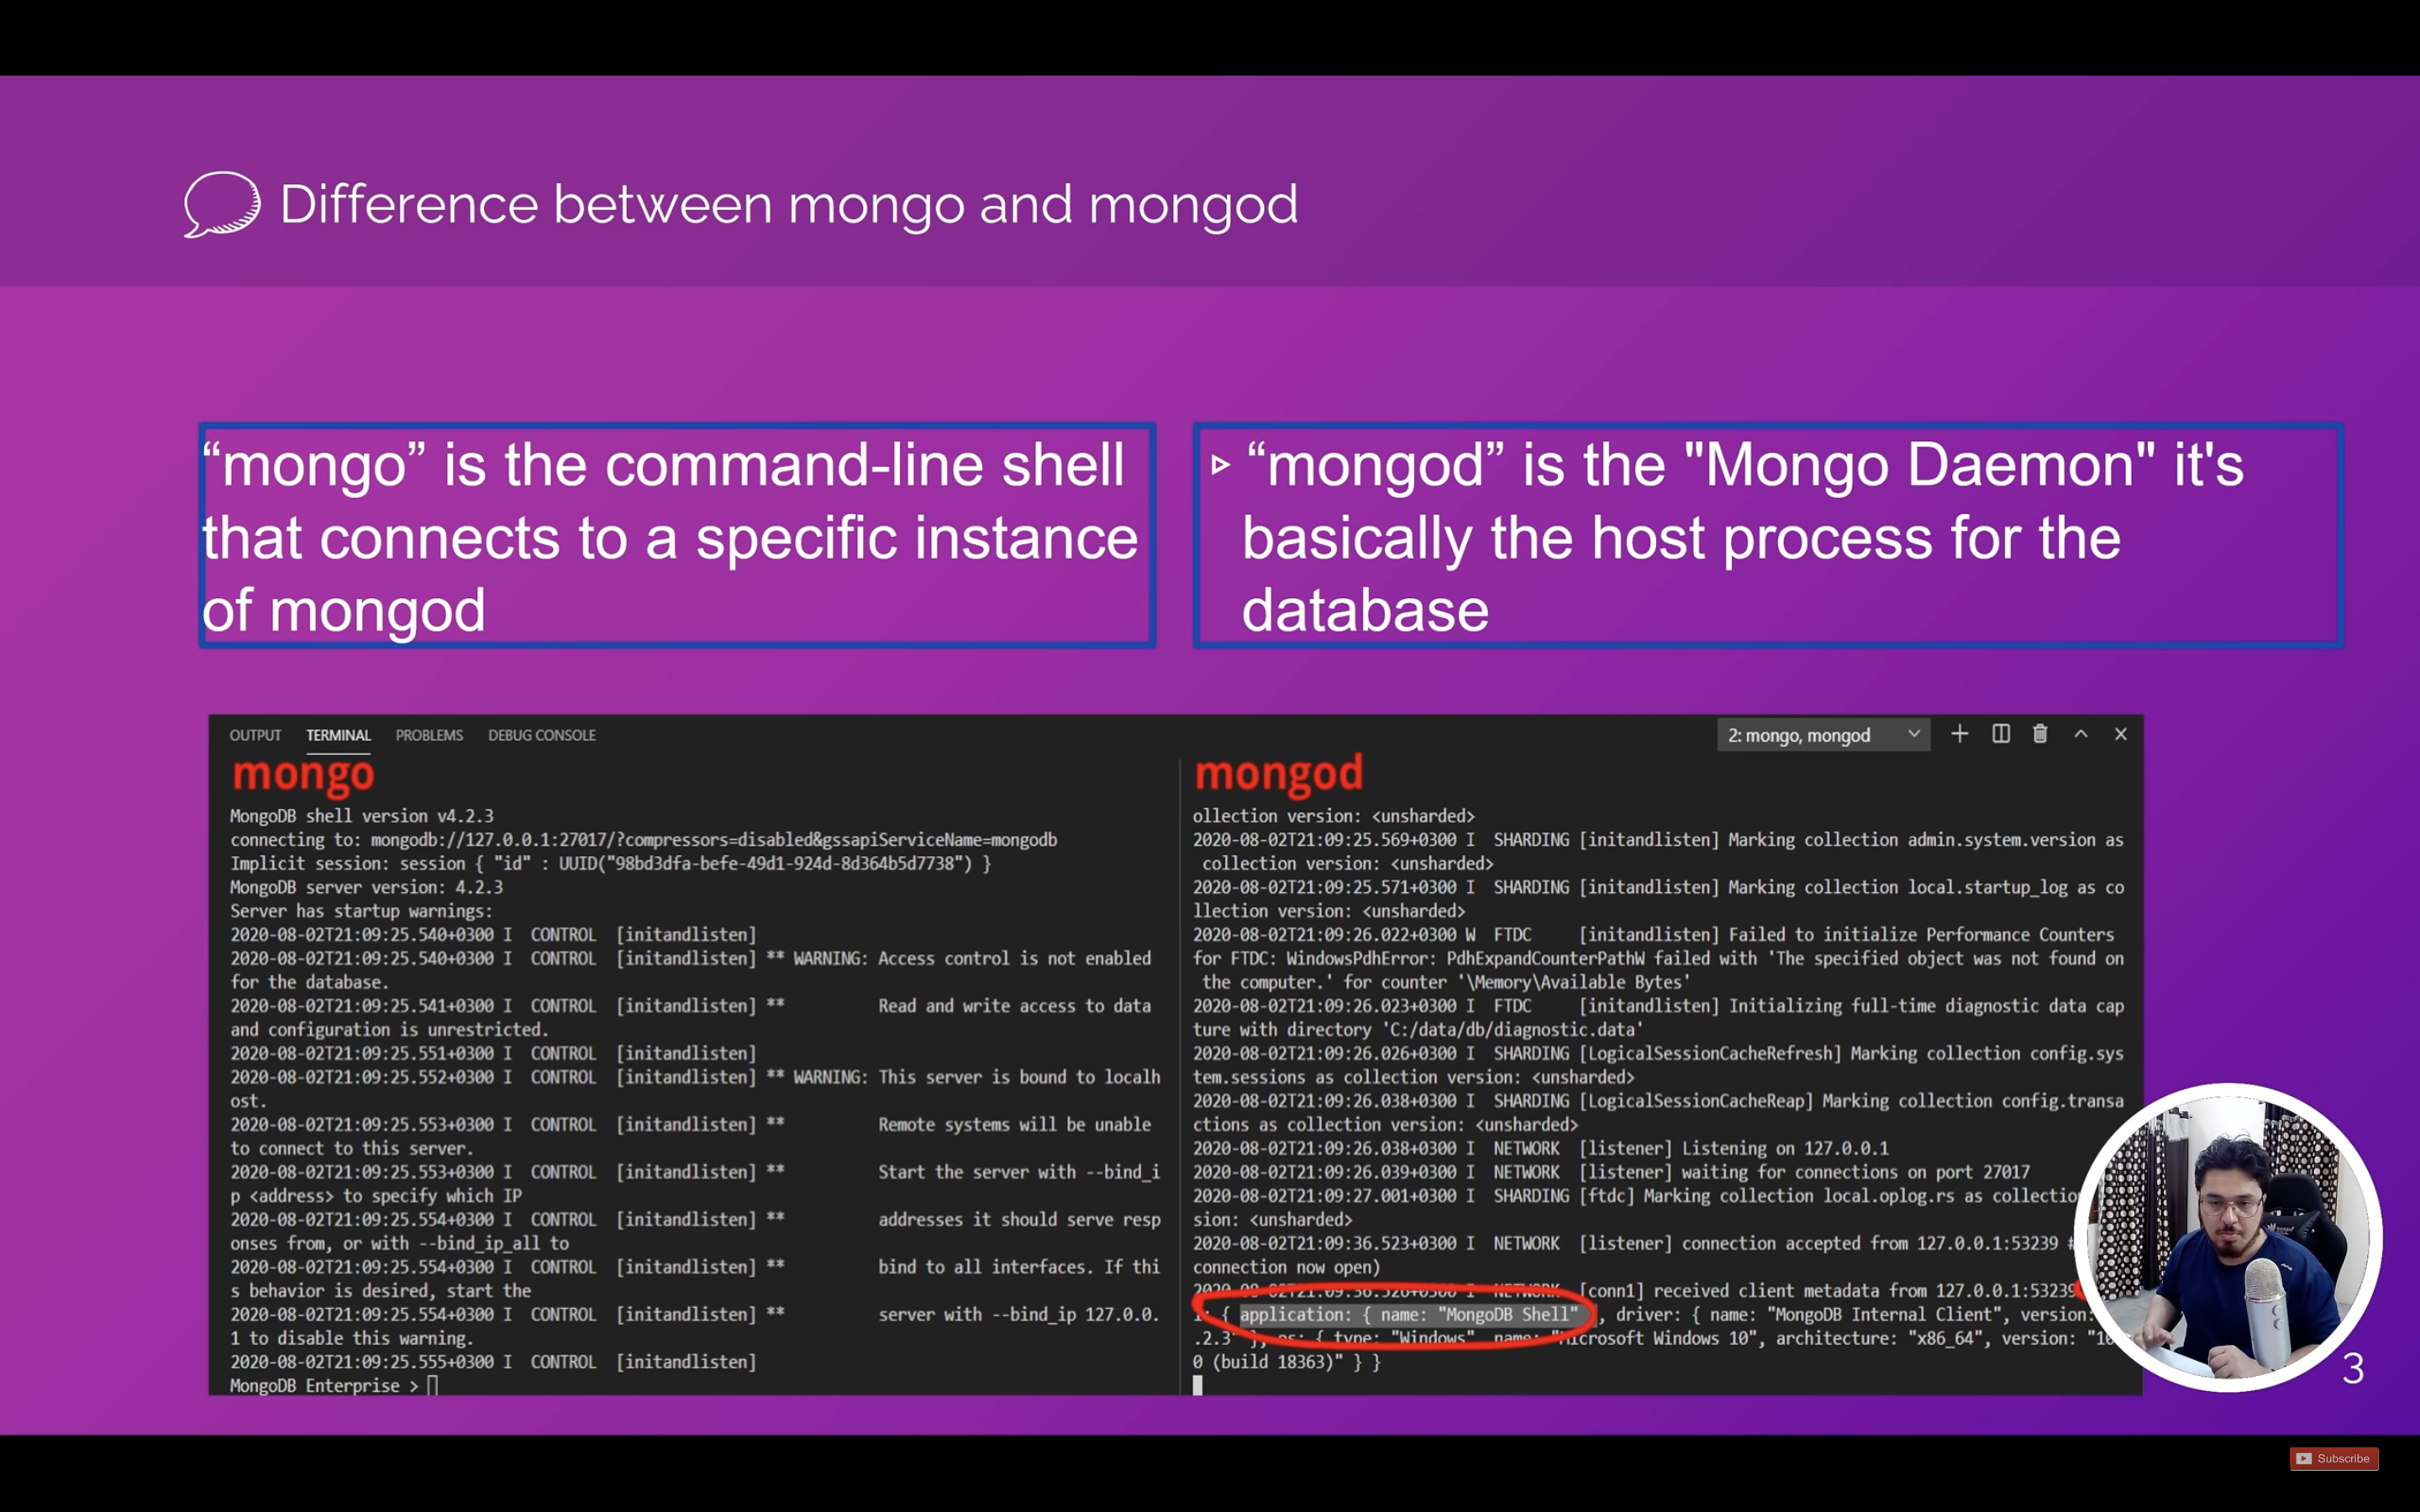 Difference between mongo and mongod
“mongo” is the command-line shell
that connects to a specific instance
of mongod
“mongod” is the "Mongo Daemon" it's
basically the host process for the
database
OUTPUT TERMINAL PROBLEMS DEBUG CONSOLE
2: mongo, mongod
mongo
MongoDB shell version v4.2.3
connecting to: mongodb://127.0.0.1:27017/?compressors=disabled&gssapiServiceName=mongodb
Implicit session: session { "id" : UUID("98bd3dfa-befe-49d1-924d-8d364b5d7738") }
MongoDB server version: 4.2.3
Server has startup warnings:
2020-08-02T21:09:25.540+0300 I CONTROL [initandlisten]
2020-08-02T21:09:25.540+0300 I CONTROL [initandlisten] ** WARNING: Access control is not enabled
for the database.
2020-08-02T21:09:25.541+0300 I CONTROL [initandlisten] ** Read and write access to data
and configuration is unrestricted.
2020-08-02T21:09:25.551+0300 I CONTROL [initandlisten]
2020-08-02T21:09:25.552+0300 I CONTROL [initandlisten] ** WARNING: This server is bound to localh
ost.
2020-08-02T21:09:25.553+0300 I CONTROL [initandlisten] ** Remote systems will be unable
to connect to this server.
2020-08-02T21:09:25.553+0300 I CONTROL [initandlisten] ** Start the server with --bind_i
p <address> to specify which IP
2020-08-02T21:09:25.554+0300 I CONTROL [initandlisten] ** addresses it should serve resp
onses from, or with --bind_ip_all to
2020-08-02T21:09:25.554+0300 I CONTROL [initandlisten] ** bind to all interfaces. If thi
s behavior is desired, start the
2020-08-02T21:09:25.554+0300 I CONTROL [initandlisten] ** server with --bind_ip 127.0.0.
1 to disable this warning.
2020-08-02T21:09:25.555+0300 I CONTROL [initandlisten]
MongoDB Enterprise >
mongod
ollection version: <unsharded>
2020-08-02T21:09:25.569+0300 I SHARDING [initandlisten] Marking collection admin.system.version as
collection version: <unsharded>
2020-08-02T21:09:25.571+0300 I SHARDING [initandlisten] Marking collection local.startup_log as co
llection version: <unsharded>
2020-08-02T21:09:26.022+0300 W FTDC [initandlisten] Failed to initialize Performance Counters
for FTDC: WindowsPdhError: PdhExpandCounterPathW failed with 'The specified object was not found on
the computer.' for counter '\Memory\Available Bytes'
2020-08-02T21:09:26.023+0300 I FTDC [initandlisten] Initializing full-time diagnostic data cap
ture with directory 'C:/data/db/diagnostic.data'
2020-08-02T21:09:26.026+0300 I SHARDING [LogicalSessionCacheRefresh] Marking collection config.sys
tem.sessions as collection version: <unsharded>
2020-08-02T21:09:26.038+0300 I SHARDING [LogicalSessionCacheReap] Marking collection config.transa
ctions as collection version: <unsharded>
2020-08-02T21:09:26.038+0300 I NETWORK [listener] Listening on 127.0.0.1
2020-08-02T21:09:26.039+0300 I NETWORK [listener] waiting for connections on port 27017
2020-08-02T21:09:27.001+0300 I SHARDING [ftdc] Marking collection local.oplog.rs as collectio
sion: <unsharded>
2020-08-02T21:09:36.523+0300 I NETWORK [listener] connection accepted from 127.0.0.1:53239 #
connection now open)
2020-08-02T21:09:36.526+0300 I NETWORK [conn1] received client metadata from 127.0.0.1:53239
{ application: { name: "MongoDB Shell" , driver: { name: "MongoDB Internal Client", version:
.2.3" }, os: { type: "Windows", name: "Microsoft Windows 10", architecture: "x86_64", version: "10
0 (build 18363)" } }
3
Subscribe